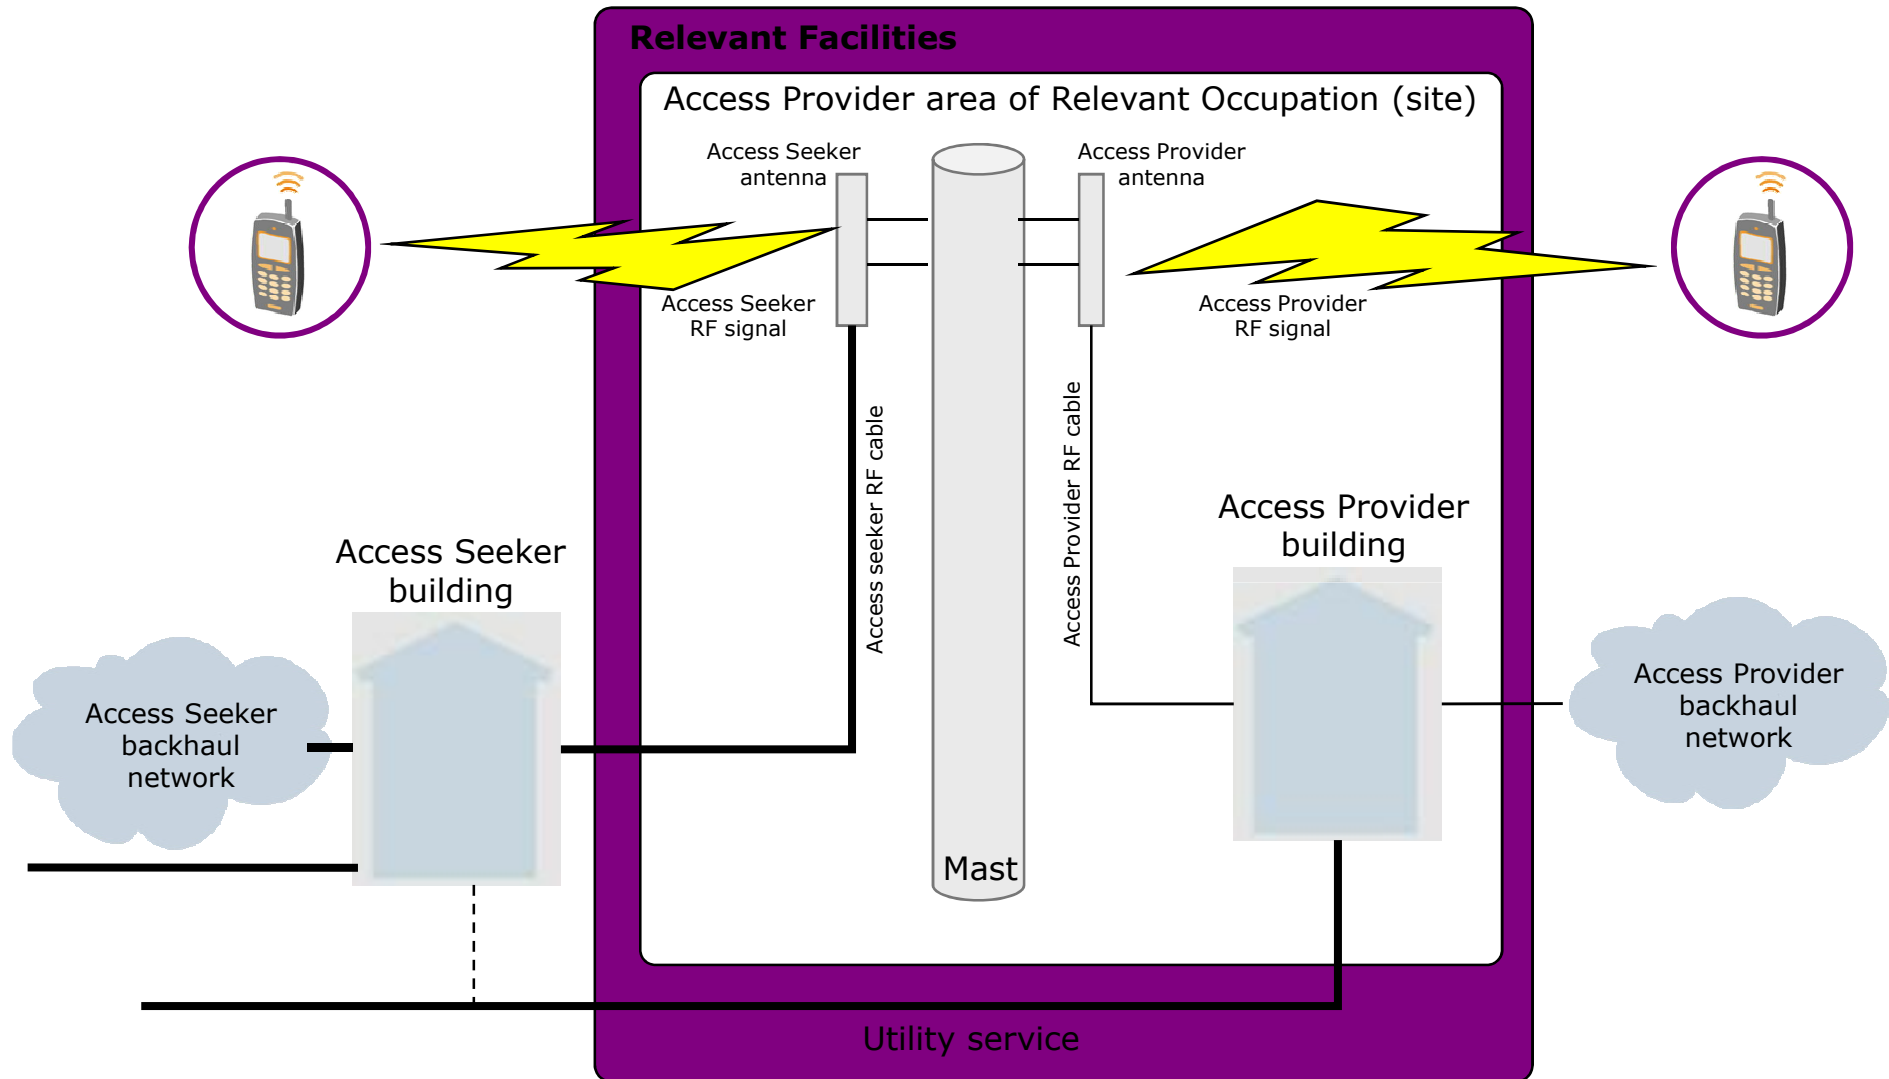 Relevant Facilities
Access Provider area of Relevant Occupation (site)
Access Seeker
antenna
Access Provider
antenna
Access Seeker
RF signal
Access Provider
RF signal
Access seeker RF cable
Access Provider RF cable
Access Seeker
building
Access Provider
building
Access Seeker
backhaul
network
Access Provider
backhaul
network
Mast
Utility service